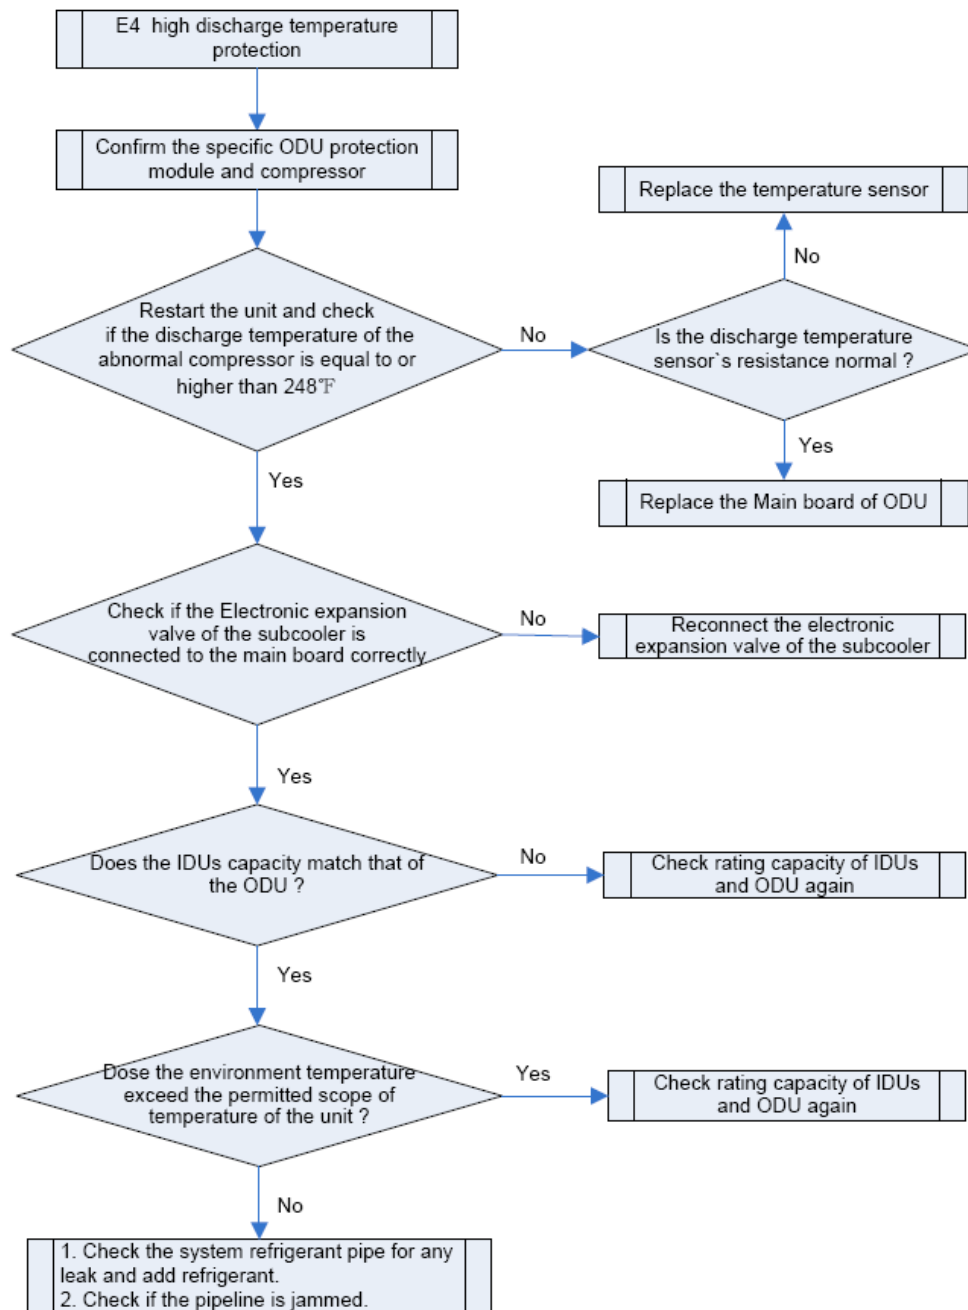 E4 high discharge temperature
protection
Confirm the specific ODU protection
module and compressor
Replace the temperature sensor
No
Restart the unit and check
if the discharge temperature of the
abnormal compressor is equal to or
higher than 248℉
No
Is the discharge temperature
sensor`s resistance normal ?
Yes
Yes
Replace the Main board of ODU
Check if the Electronic expansion
valve of the subcooler is
connected to the main board correctly
No
Reconnect the electronic
expansion valve of the subcooler
Yes
Does the IDUs capacity match that of
the ODU ?
No
Check rating capacity of IDUs
and ODU again
Yes
Dose the environment temperature
exceed the permitted scope of
temperature of the unit ?
Yes
Check rating capacity of IDUs
and ODU again
No
1. Check the system refrigerant pipe for any
leak and add refrigerant.
2. Check if the pipeline is jammed.